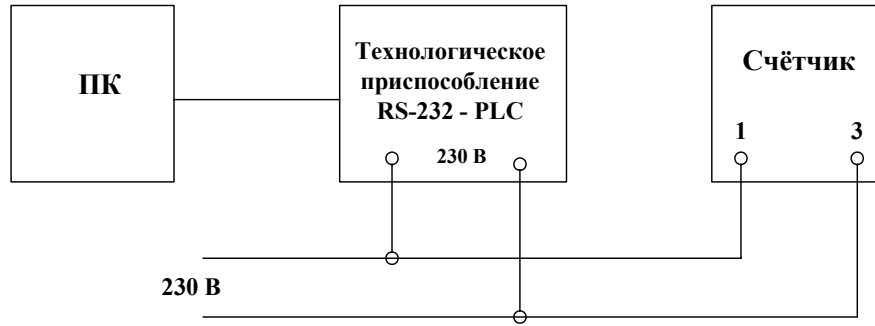 ПК
Технологическое
приспособление
RS-232 - PLC
230 В
Счётчик
1 3
230 В